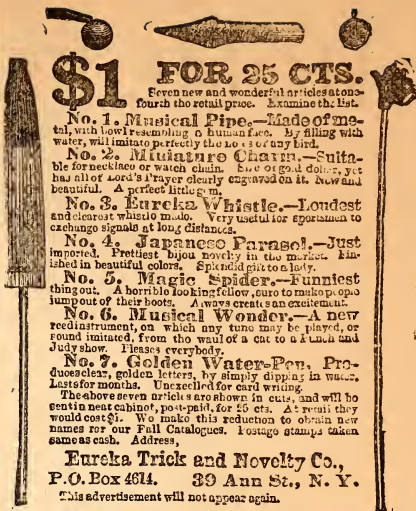 $1 FOR 25 CTS.
Seven new and wonderful articles at one-
fourth the retail price. Examine the list.
No. 1. Musical Pipe.—Made of me-
tal, with bowl resembling a human face. By filling with
water, will imitate perfectly the notes of any bird.
No. 2. Miniature Charm.—Suita-
ble for necklace or watch chain. Size of gold dollar, yet
has all of Lord's Prayer clearly engraved on it. New and
beautiful. A perfect little gem.
No. 3. Eureka Whistle.—Loudest
and clearest whistle made. Very useful for sportsmen to
exchange signals at long distances.
No. 4. Japanese Parasol.—Just
imported. Prettiest bijou novelty in the market. Fin-
ished in beautiful colors. Splendid gift to a lady.
No. 5. Magic Spider.—Funniest
thing out. A horrible looking fellow, sure to make people
jump out of their boots. Always creates an excitement.
No. 6. Musical Wonder.—A new
reed instrument, on which any tune may be played, or
sound imitated, from the waul of a cat to a Punch and
Judy show. Pleases everybody.
No. 7. Golden Water-Pen. Pro-
duces clear, golden letters, by simply dipping in water.
Lasts for months. Unexcelled for card writing.
The above seven articles are shown in cuts, and will be
sent in neat cabinet, post-paid, for 25 cts. At retail they
would cost $1. We make this reduction to obtain new
names for our Fall Catalogues. Postage stamps taken
same as cash. Address,
Eureka Trick and Novelty Co.,
P.O. Box 4614. 39 Ann St., N. Y.
This advertisement will not appear again.